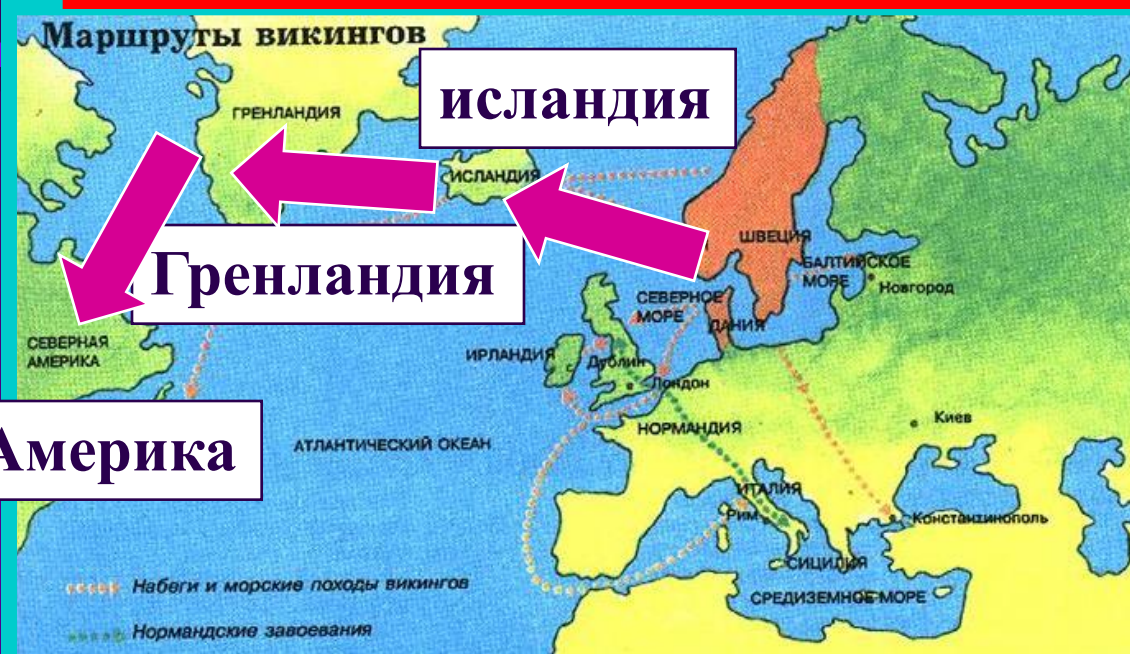 Маршруты викингов
исландия
ГРЕНЛАНДИЯ
ИСЛАНДИЯ
Гренландия
ШВЕЦИЯ
БАЛТИЙСКОЕ
МОРЕ
Новгород
СЕВЕРНОЕ
МОРЕ
ДАНИЯ
СЕВЕРНАЯ
АМЕРИКА
ИРЛАНДИЯ
Дублин
Лондон
Америка
АТЛАНТИЧЕСКИЙ ОКЕАН
НОРМАНДИЯ
Киев
ИТАЛИЯ
Рим
Константинополь
СИЦИЛИЯ
СРЕДИЗЕМНОЕ МОРЕ
Набеги и морские походы викингов
Нормандские завоевания